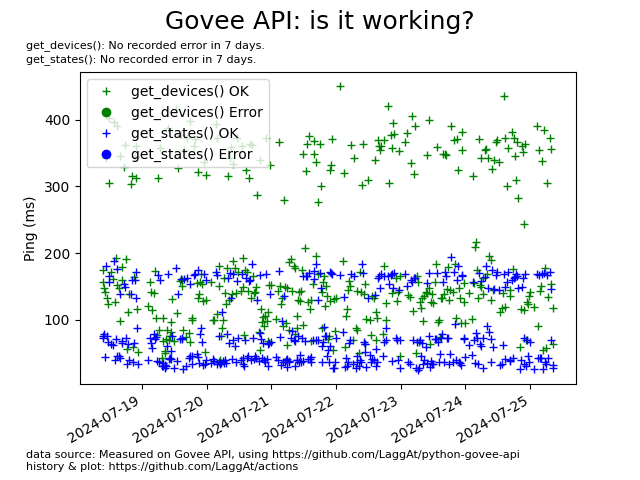 Govee API: is it working?
get_devices(): No recorded error in 7 days.
get_states(): No recorded error in 7 days.
get_devices() OK
get_devices() Error
get_states() OK
get_states() Error
Ping (ms)
400
300
200
100
2024-07-19
2024-07-20
2024-07-21
2024-07-22
2024-07-23
2024-07-24
2024-07-25
data source: Measured on Govee API, using https://github.com/LaggAt/python-govee-api
history & plot: https://github.com/LaggAt/actions